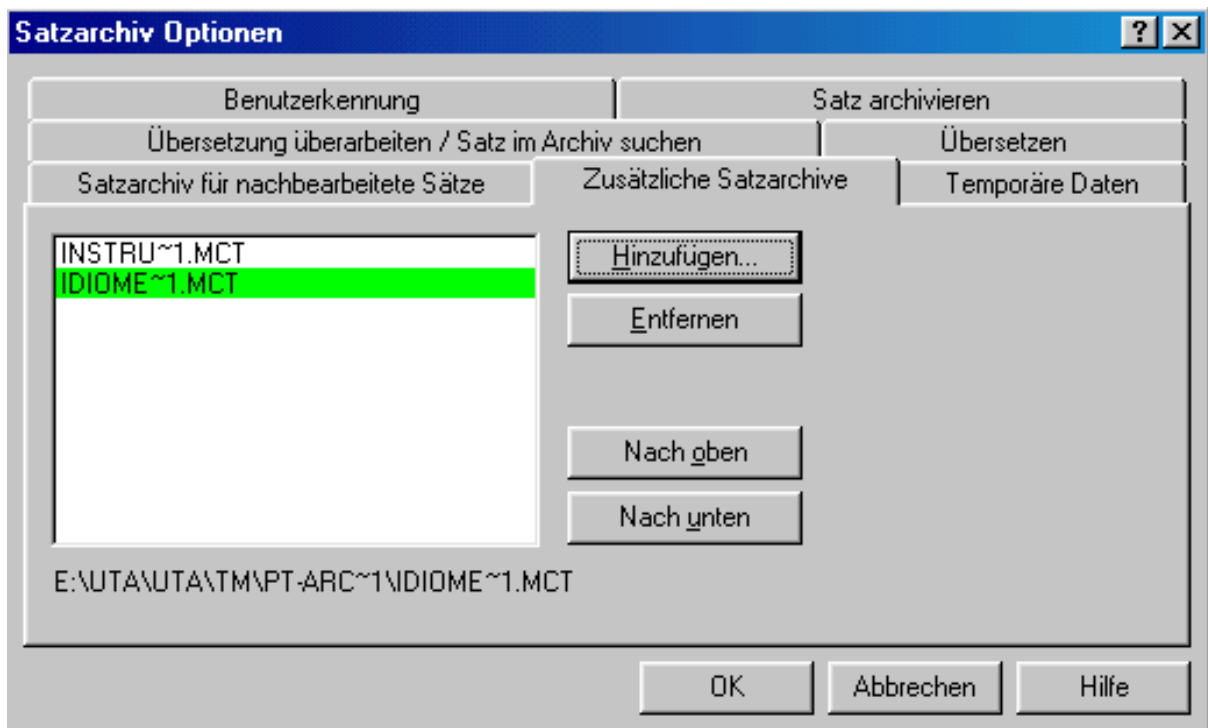 Satzarchiv Optionen
Benutzerkennung
Satz archivieren
Übersetzung überarbeiten / Satz im Archiv suchen
Übersetzen
Satzarchiv für nachbearbeitete Sätze
Zusätzliche Satzarchive
Temporäre Daten
INSTRU~1.MCT
IDIOME~1.MCT
Hinzufügen...
Entfernen
Nach oben
Nach unten
E:\UTA\UTA\TM\PT-ARC~1\IDIOME~1.MCT
OK
Abbrechen
Hilfe